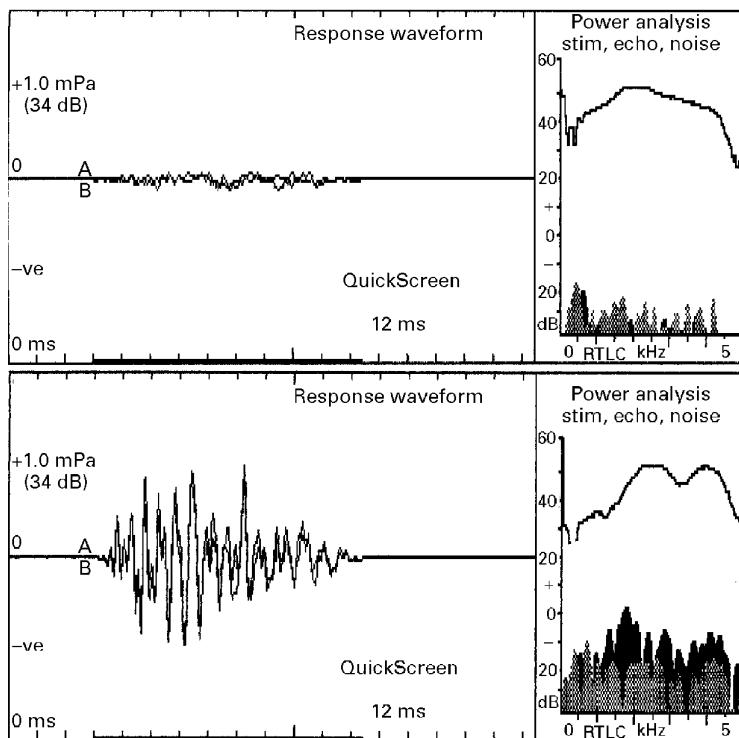 Response waveform
Power analysis
stim, echo, noise
+1.0 mPa
(34 dB)
0
A
B
-ve
QuickScreen
12 ms
0 ms
60
40
20
+
0
-
20
dB
0 RTLC kHz 5
Response waveform
Power analysis
stim, echo, noise
+1.0 mPa
(34 dB)
0
A
B
-ve
QuickScreen
12 ms
0 ms
60
40
20
+
0
-
20
dB
0 RTLC kHz 5